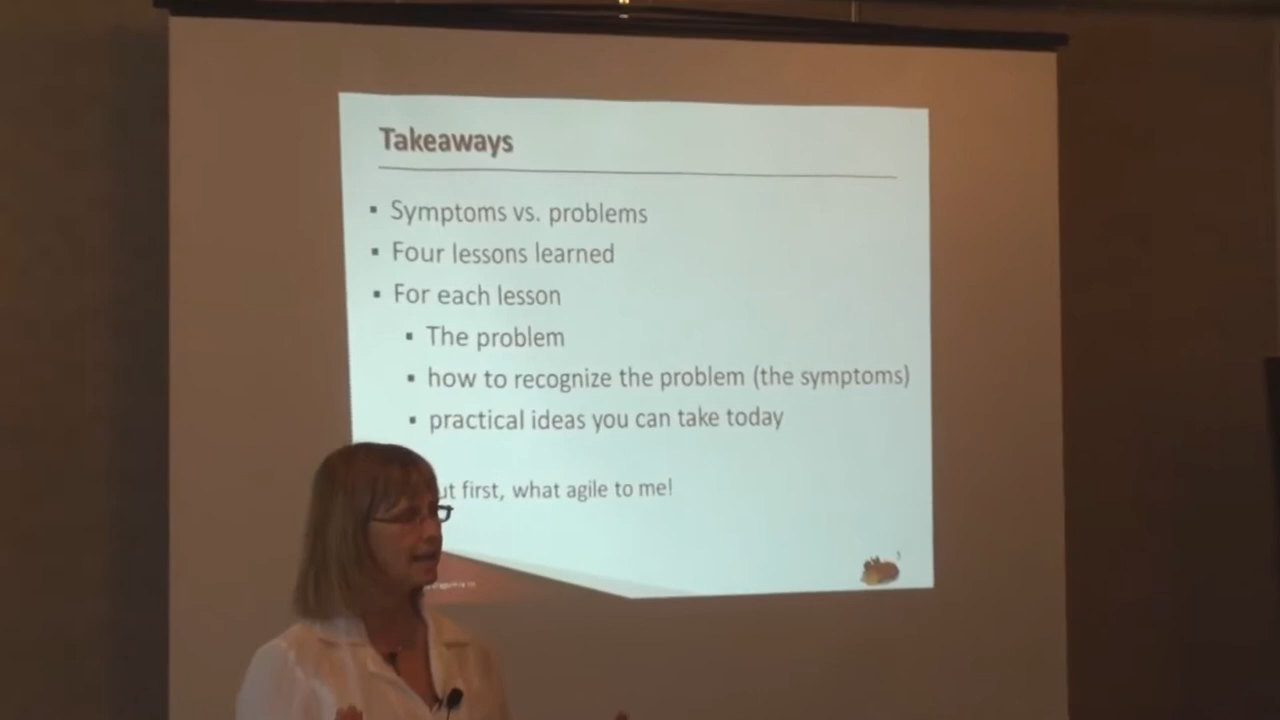 Takeaways
▪ Symptoms vs. problems
▪ Four lessons learned
▪ For each lesson
▪ The problem
▪ how to recognize the problem (the symptoms)
▪ practical ideas you can take today
first, what agile to me!